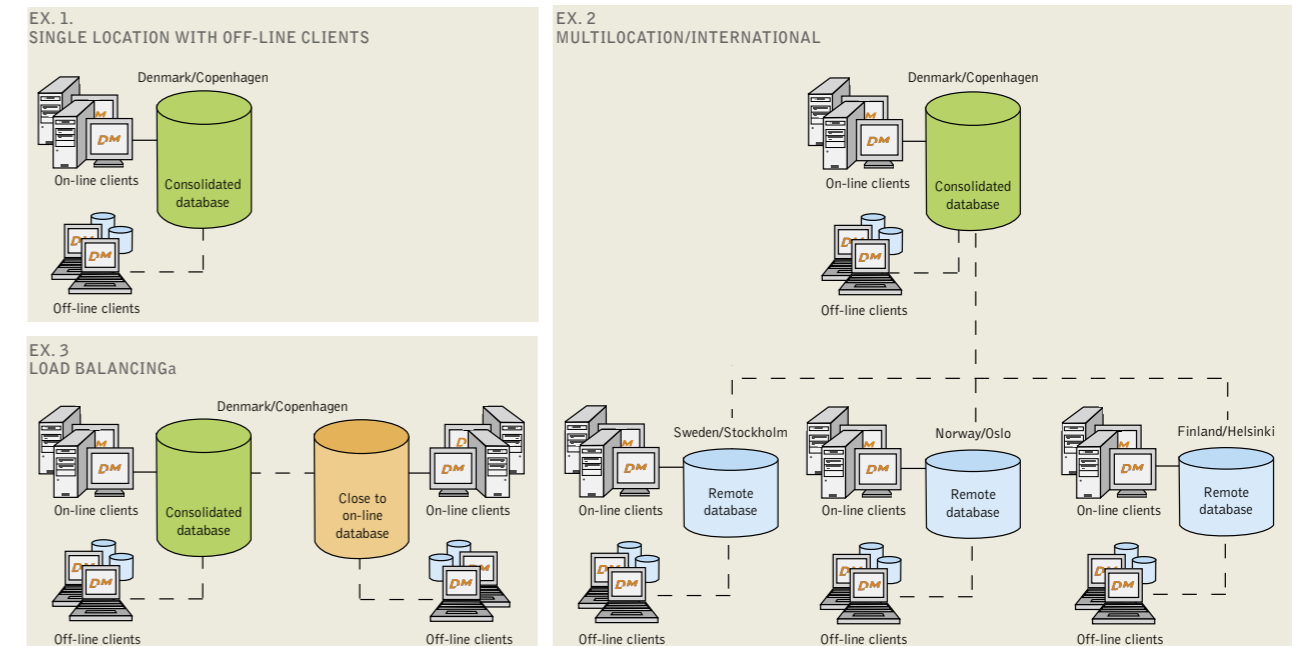 EX. 1.
SINGLE LOCATION WITH OFF-LINE CLIENTS
Denmark/Copenhagen
DM
On-line clients
Consolidated
database
DM
Off-line clients
EX. 2
MULTILOCATION/INTERNATIONAL
Denmark/Copenhagen
DM
On-line clients
Consolidated
database
DM
Off-line clients
Sweden/Stockholm
DM
On-line clients
Remote
database
DM
Off-line clients
Norway/Oslo
DM
On-line clients
Remote
database
DM
Off-line clients
Finland/Helsinki
DM
On-line clients
Remote
database
DM
Off-line clients
EX. 3
LOAD BALANCINGa
Denmark/Copenhagen
DM
On-line clients
Consolidated
database
Close to
on-line
database
DM
On-line clients
DM
Off-line clients
DM
Off-line clients